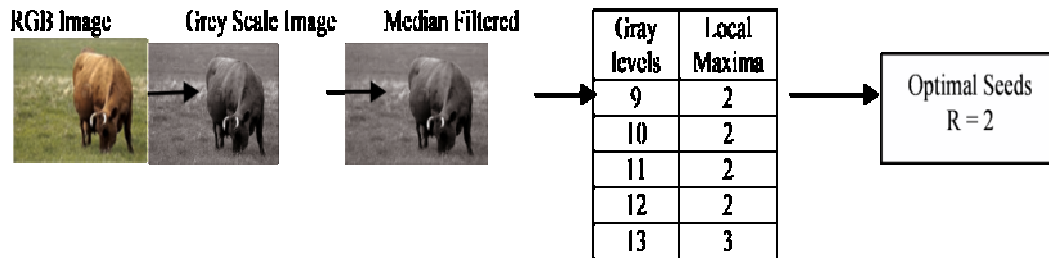 RGB Image
Grey Scale Image
Median Filtered
Gray levels
Local Maxima
9 2
10 2
11 2
12 2
13 3
Optimal Seeds
R = 2